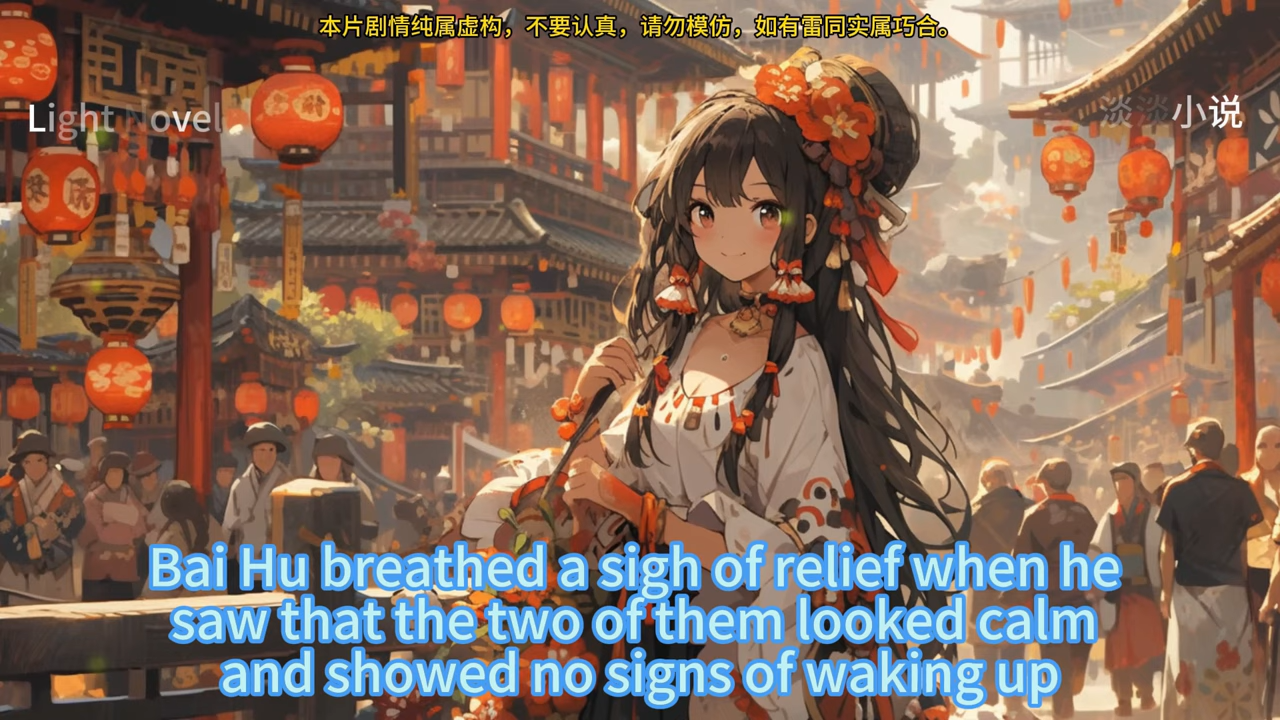 本片剧情纯属虚构，不要认真，请勿模仿，如有雷同实属巧合。
Light Novel
淡淡小说
Bai Hu breathed a sigh of relief when he
saw that the two of them looked calm
and showed no signs of waking up